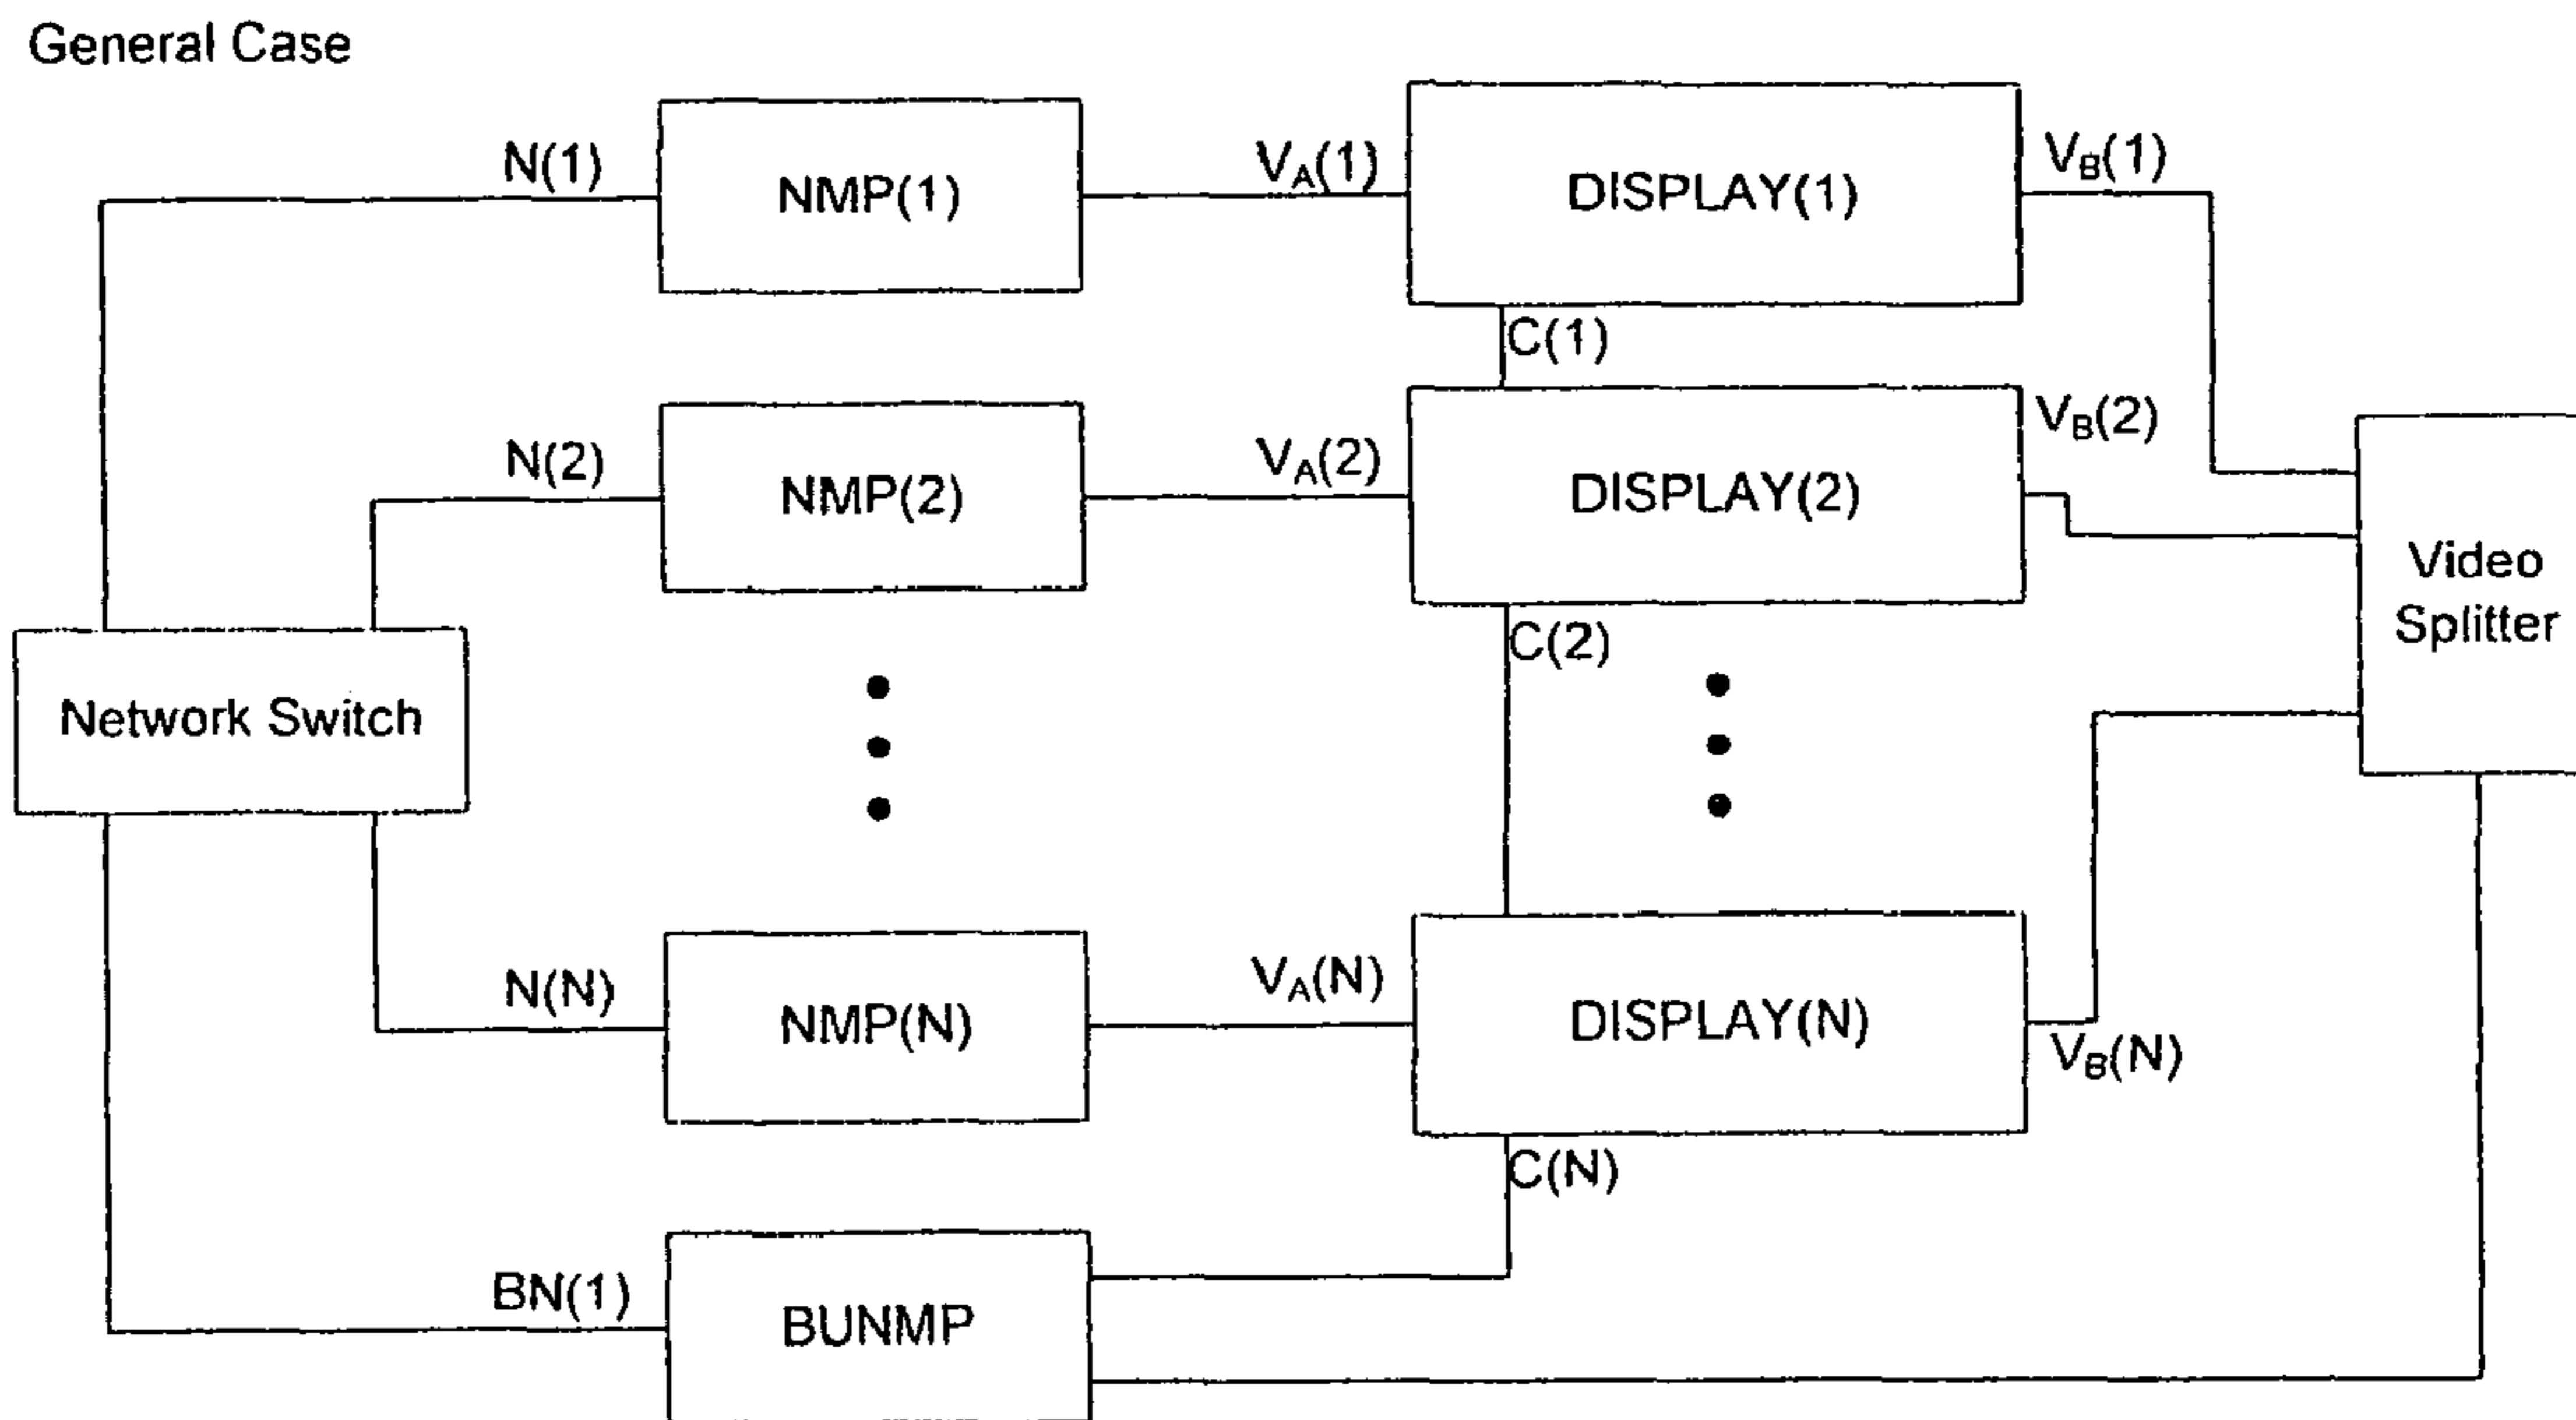 General Case
N(1)
NMP(1)
VA(1)
DISPLAY(1)
VB(1)
C(1)
N(2)
NMP(2)
VA(2)
DISPLAY(2)
VB(2)
C(2)
Video
Splitter
Network Switch
N(N)
NMP(N)
VA(N)
DISPLAY(N)
VB(N)
C(N)
BN(1)
BUNMP